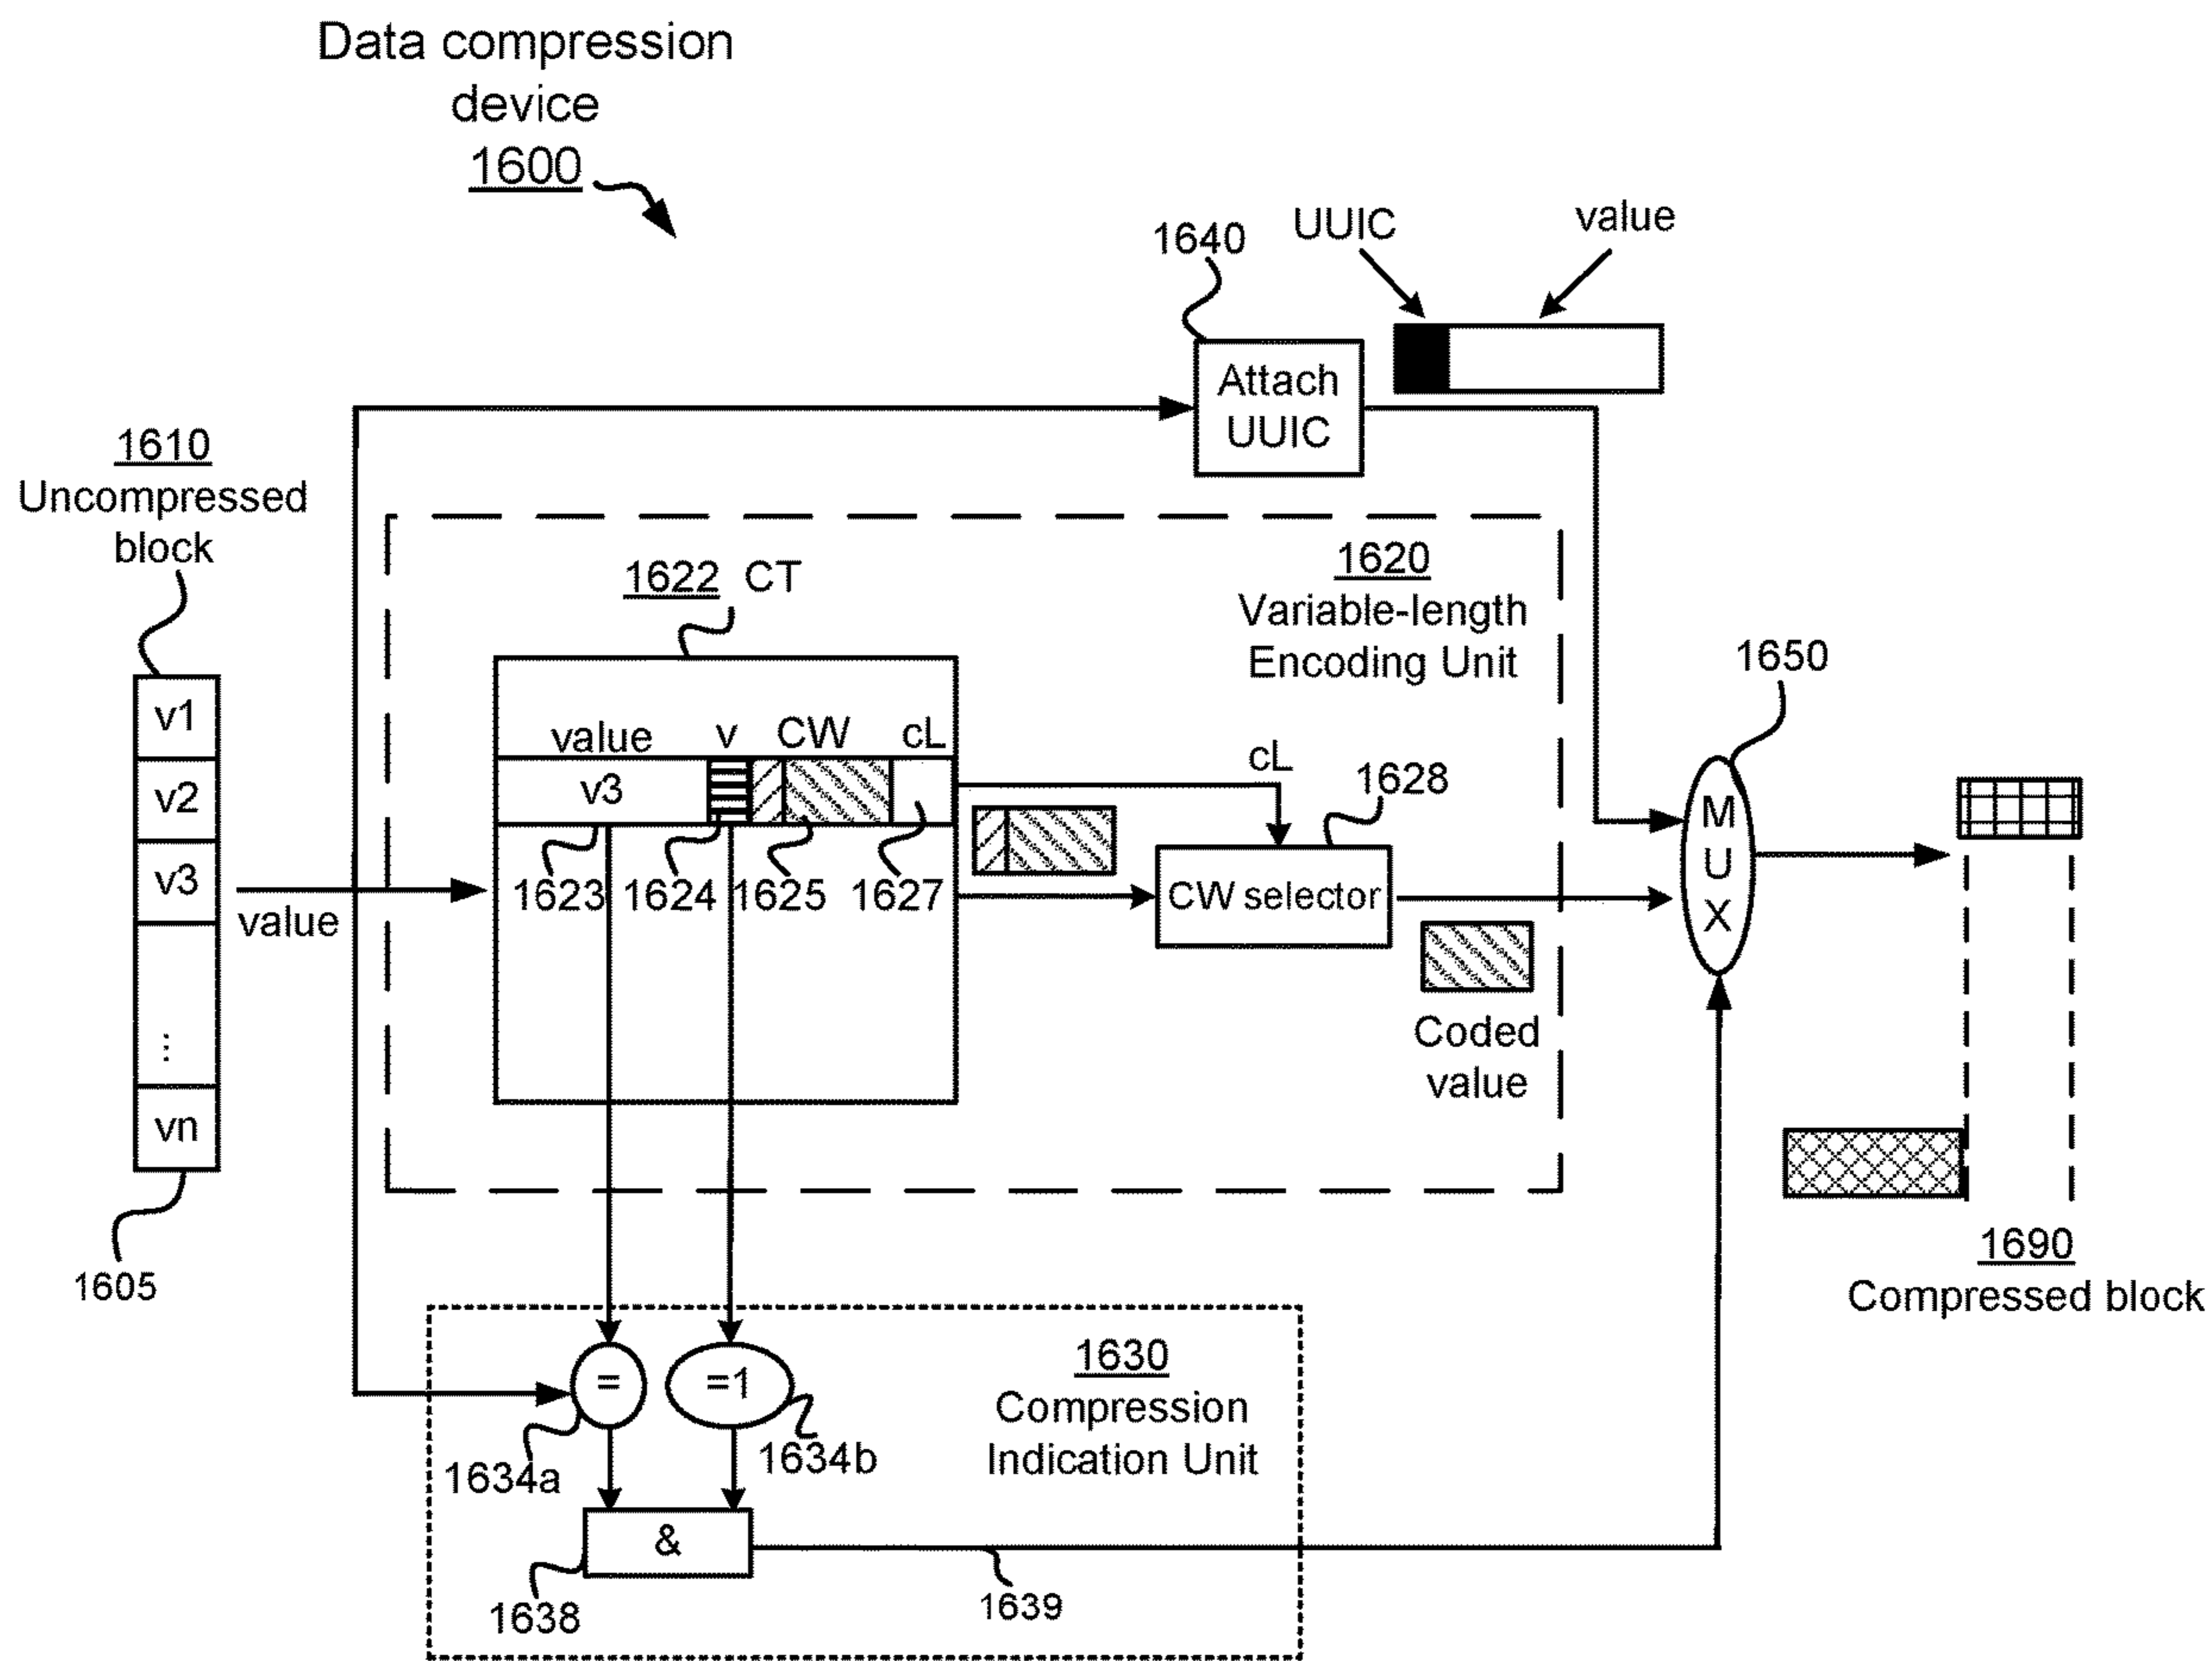 Data compression
device
1600
UUIC
value
1640
Attach
UUIC
1610
Uncompressed
block
1620
Variable-length
Encoding Unit
1622 CT
1650
value
v
CW
cL
v1
v2
v3
...
vn
v3
cL
1628
M
U
X
1623
1624
1625
1627
CW selector
value
Coded
value
1605
1690
Compressed block
=
=1
1630
Compression
Indication Unit
1634a
1634b
&
1638
1639